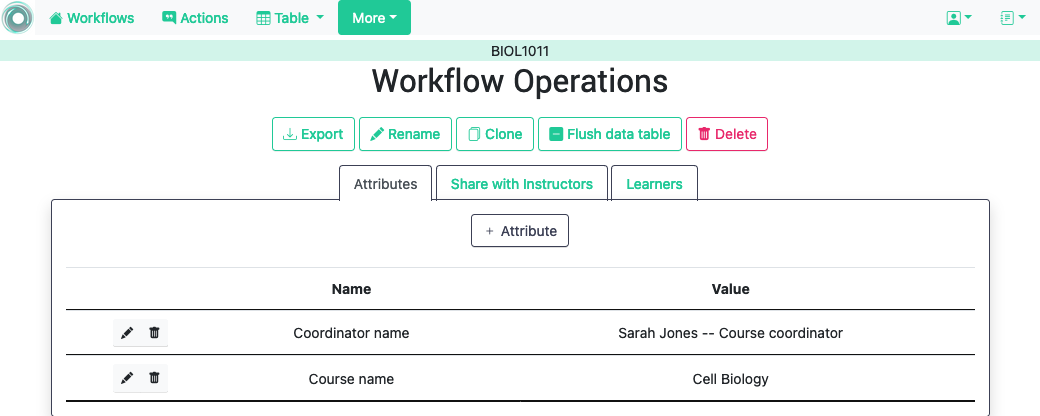 Workflows Actions Table More
BIOL1011
Workflow Operations
Export Rename Clone Flush data table Delete
Attributes Share with Instructors Learners
+ Attribute
Name Value
Coordinator name Sarah Jones -- Course coordinator
Course name Cell Biology